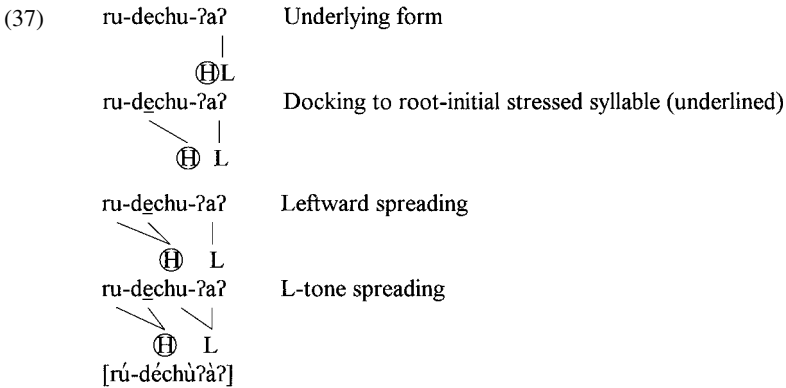 (37) ru-dechu-ʔaʔ Underlying form
ⒽL
ru-dechu-ʔaʔ Docking to root-initial stressed syllable (underlined)
Ⓗ L
ru-dechu-ʔaʔ Leftward spreading
Ⓗ L
ru-dechu-ʔaʔ L-tone spreading
Ⓗ L
[rú-déchùʔàʔ]